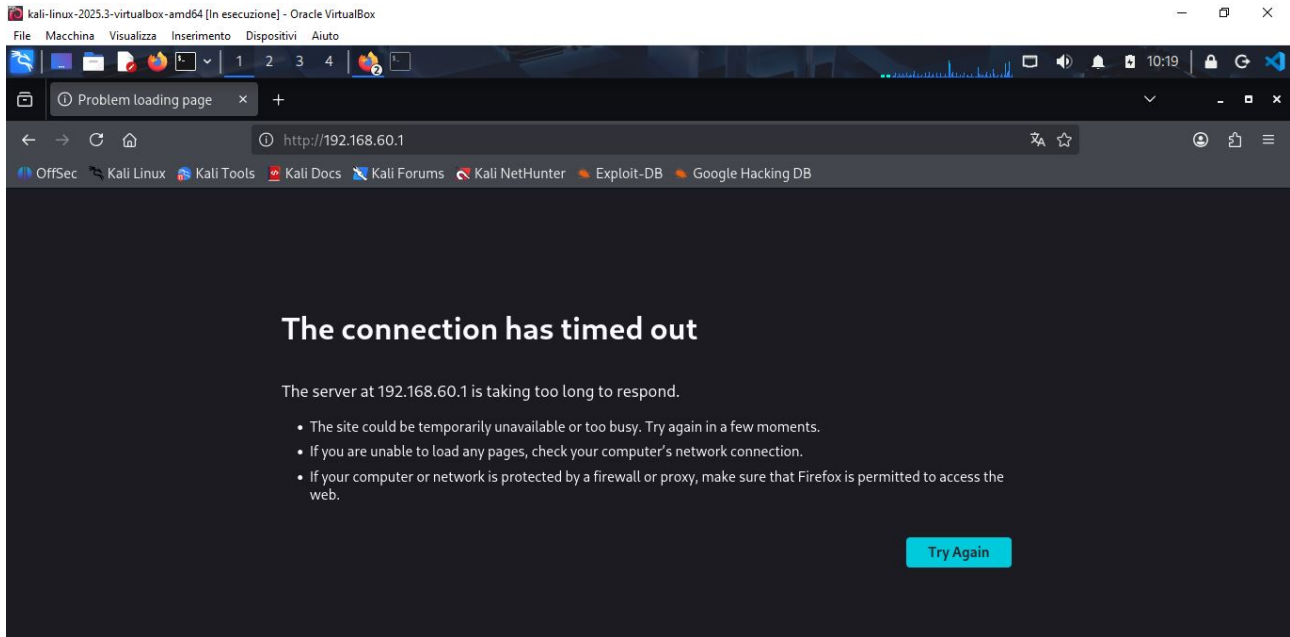 kali-linux-2025.3-virtualbox-amd64 [In esecuzione] - Oracle VirtualBox
File Macchina Visualizza Inserimento Dispositivi Aiuto
1 2 3 4 2 10:19
Problem loading page
http://192.168.60.1
OffSec Kali Linux Kali Tools Kali Docs Kali Forums Kali NetHunter Exploit-DB Google Hacking DB
The connection has timed out
The server at 192.168.60.1 is taking too long to respond.
• The site could be temporarily unavailable or too busy. Try again in a few moments.
• If you are unable to load any pages, check your computer's network connection.
• If your computer or network is protected by a firewall or proxy, make sure that Firefox is permitted to access the
web.
Try Again